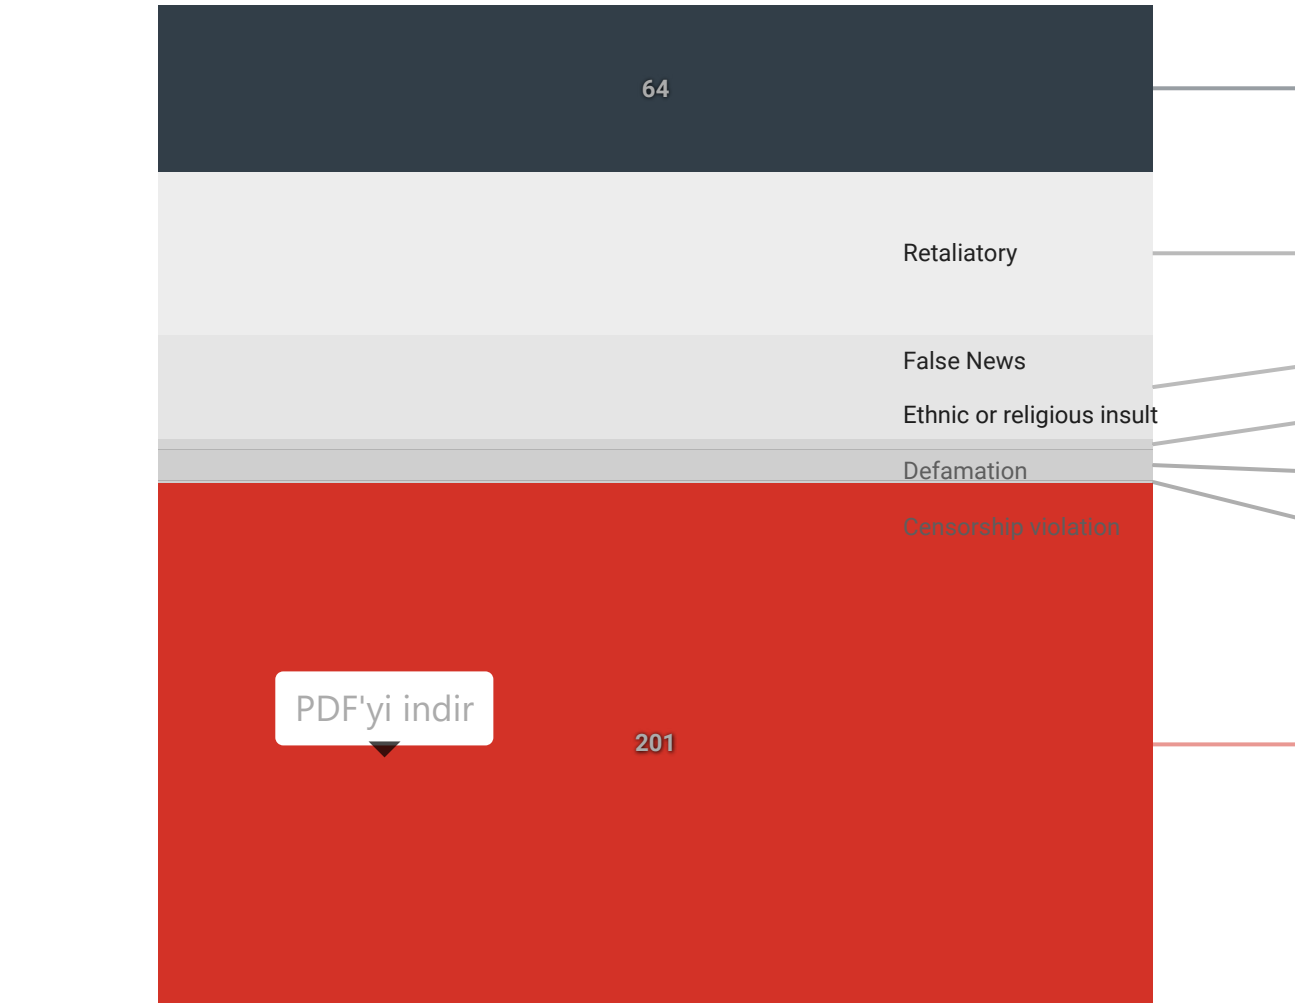 64
Retaliatory
False News
Ethnic or religious insult
Defamation
Censorship violation
PDF'yi indir
201